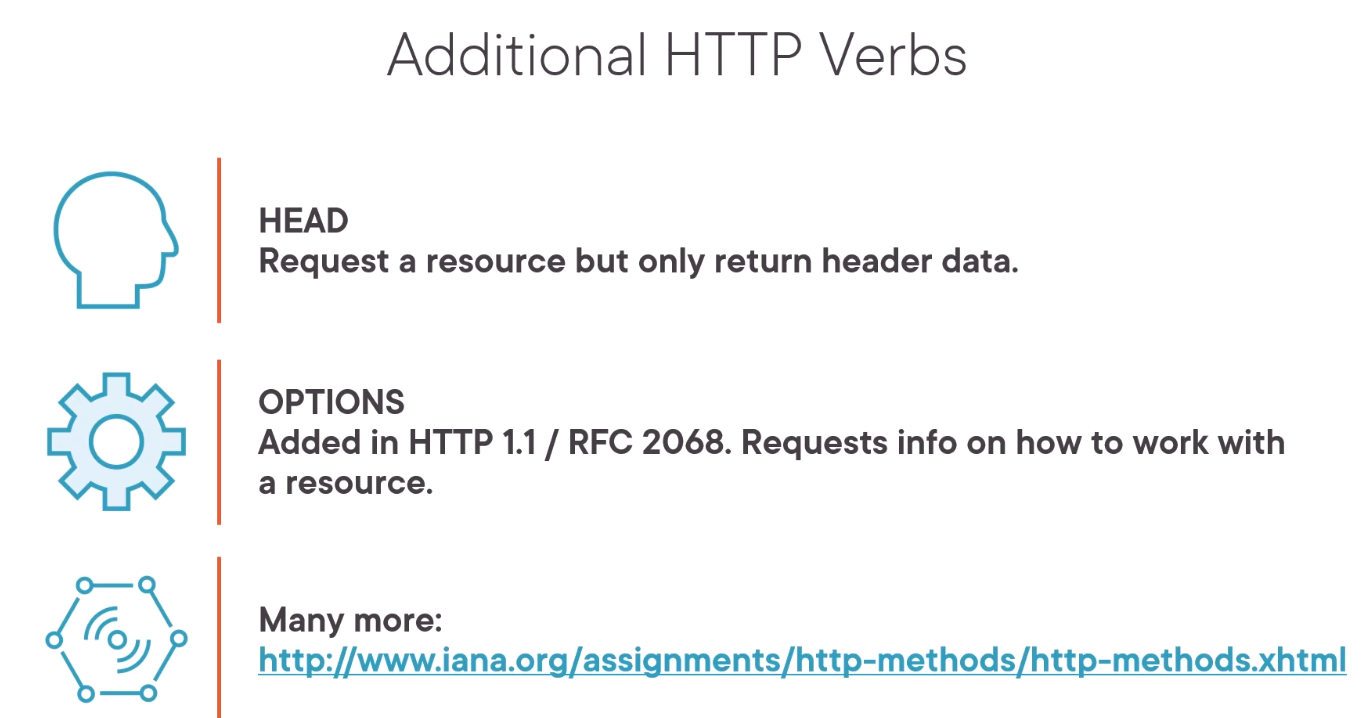 Additional HTTP Verbs
HEAD
Request a resource but only return header data.
OPTIONS
Added in HTTP 1.1 / RFC 2068. Requests info on how to work with
a resource.
Many more:
http://www.iana.org/assignments/http-methods/http-methods.xhtml